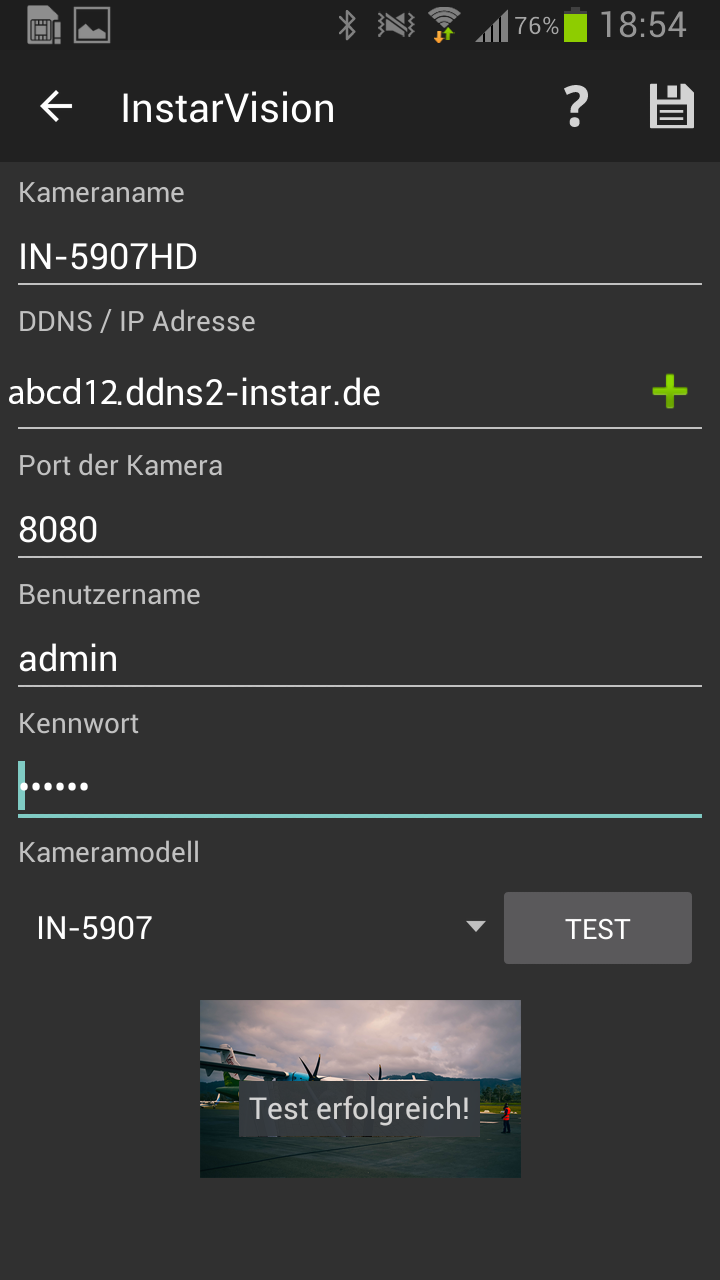 76% 18:54
InstarVision ?
Kameraname
IN-5907HD
DDNS / IP Adresse
abcd12.ddns2-instar.de
Port der Kamera
8080
Benutzername
admin
Kennwort
••••••
Kameramodell
IN-5907 TEST
Test erfolgreich!